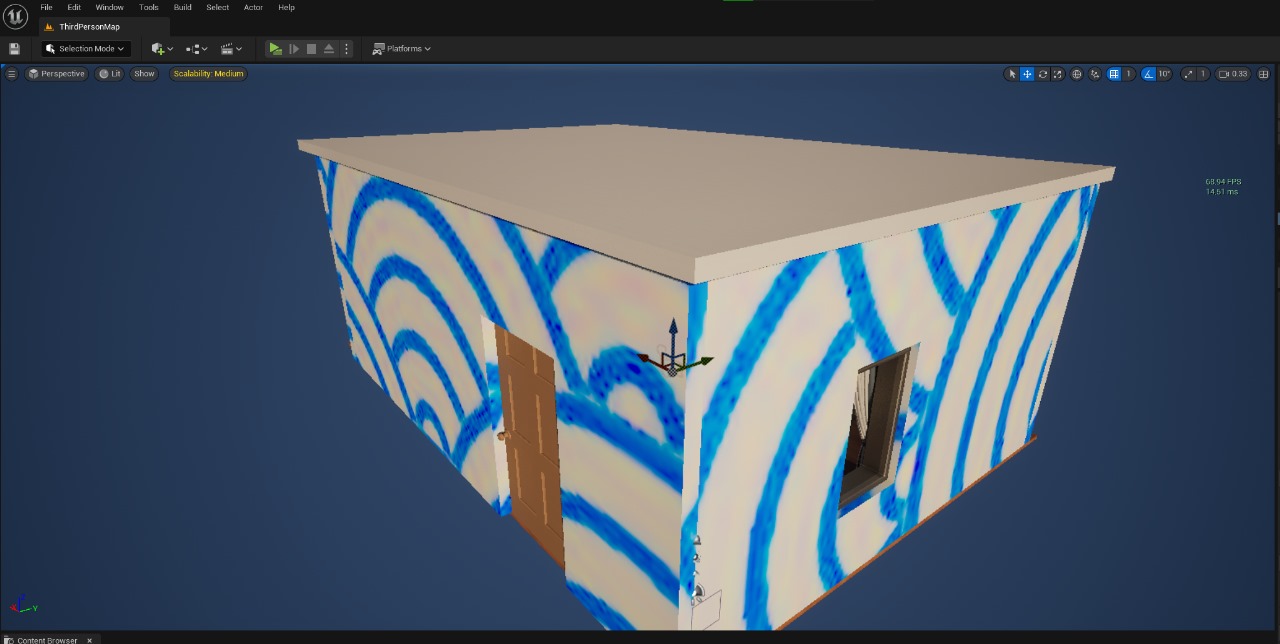 File Edit Window Tools Build Select Actor Help
ThirdPersonMap
Selection Mode Platforms
Perspective Lit Show Scalability: Medium 1 10° 1 0.33
68.94 FPS
14.51 ms
Z
Y
Content Browser